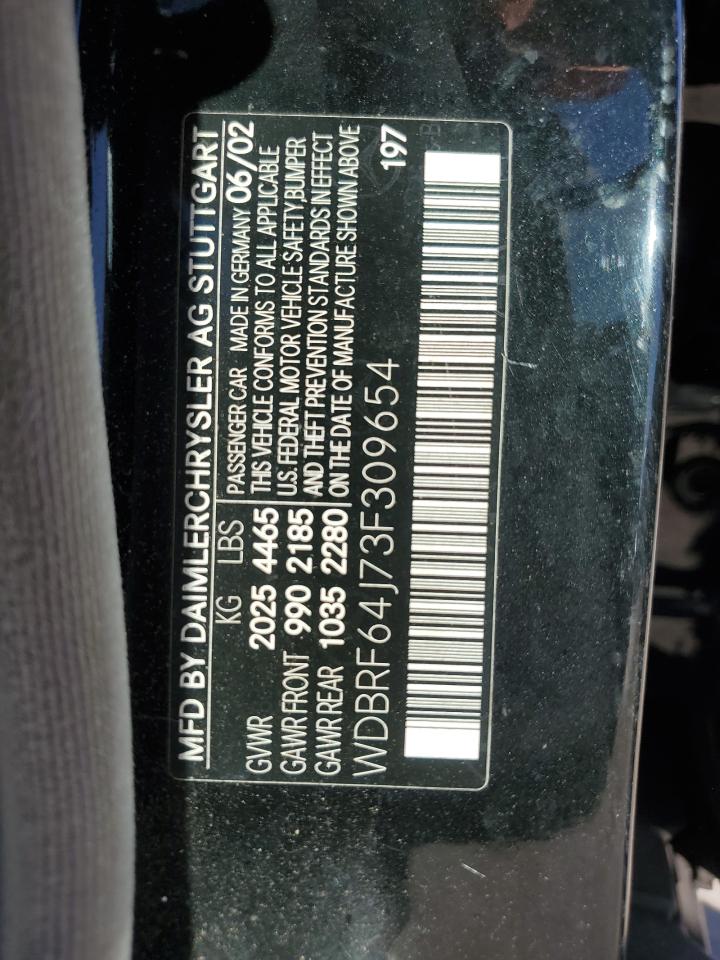 MFD BY DAIMLERCHRYSLER AG STUTTGART
KG LBS
GVWR 2025 4465
GAWR FRONT 990 2185
GAWR REAR 1035 2280
PASSENGER CAR MADE IN GERMANY 06/02
THIS VEHICLE CONFORMS TO ALL APPLICABLE
U.S. FEDERAL MOTOR VEHICLE SAFETY,BUMPER
AND THEFT PREVENTION STANDARDS IN EFFECT
ON THE DATE OF MANUFACTURE SHOWN ABOVE
WDBRF64J73F309654
197